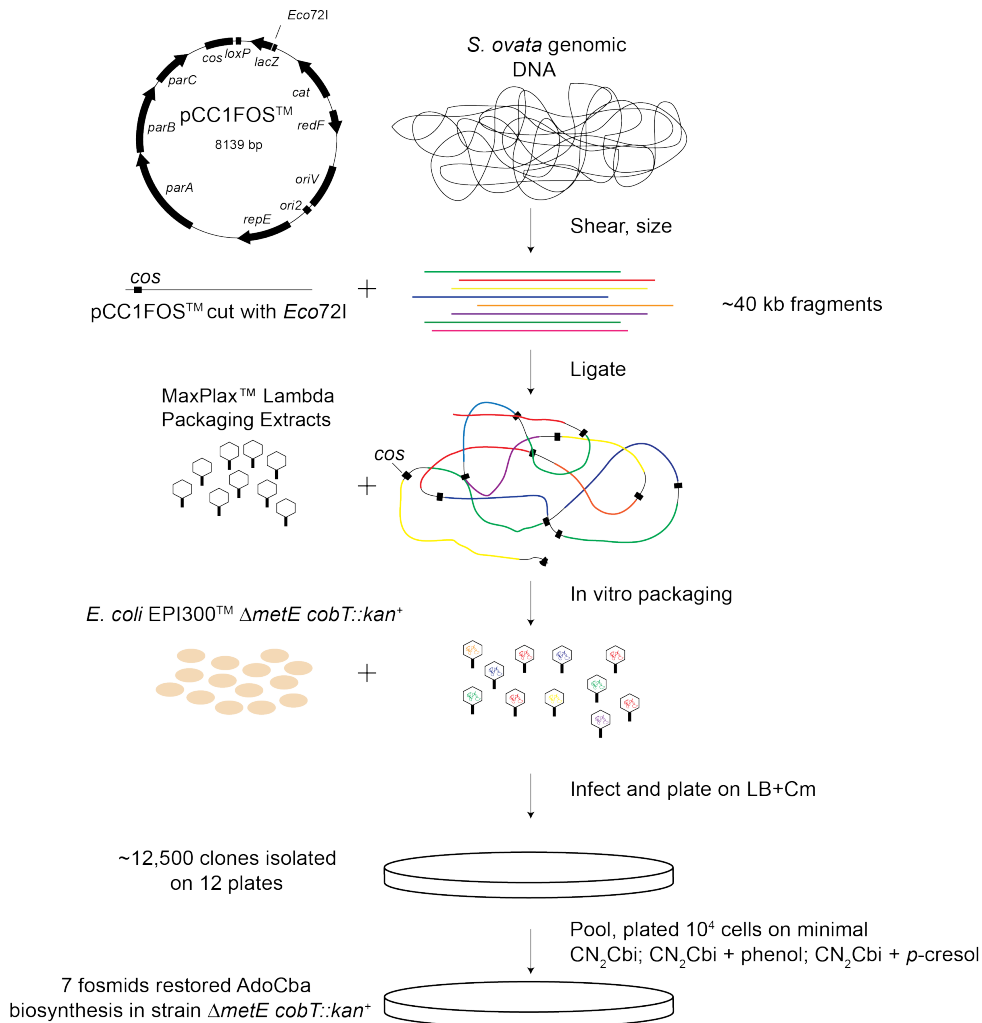 Eco72I
cos
loxP
lacZ
cat
redF
oriV
ori2
repE
parA
parB
parC
pCC1FOS™
8139 bp
S. ovata genomic
DNA
Shear, size
cos
+
pCC1FOS™ cut with Eco72I
~40 kb fragments
Ligate
MaxPlax™ Lambda
Packaging Extracts
cos
+
In vitro packaging
E. coli EPI300™ ΔmetE cobT::kan⁺
+
Infect and plate on LB+Cm
~12,500 clones isolated
on 12 plates
Pool, plated 10⁴ cells on minimal
CN₂Cbi; CN₂Cbi + phenol; CN₂Cbi + p-cresol
7 fosmids restored AdoCba
biosynthesis in strain ΔmetE cobT::kan⁺